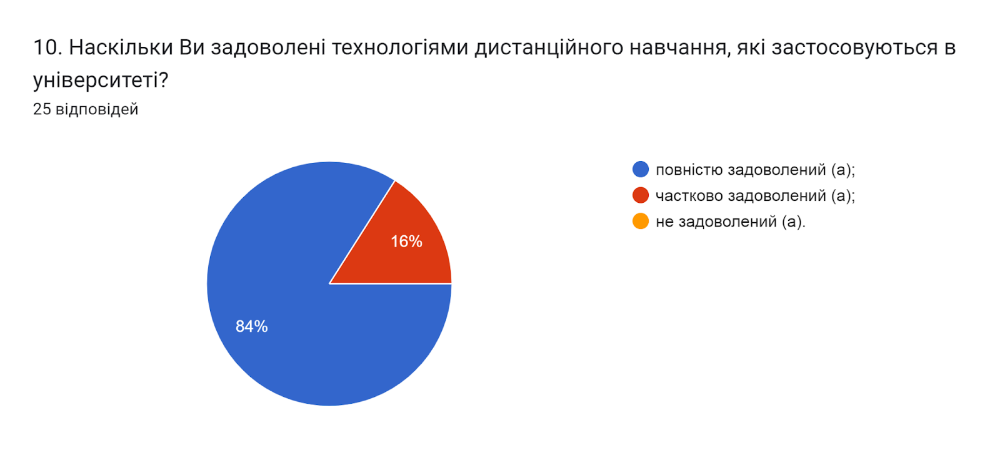 10. Наскільки Ви задоволені технологіями дистанційного навчання, які застосовуються в
університеті?
25 відповідей
повністю задоволений (а);
частково задоволений (а);
не задоволений (а).
16%
84%